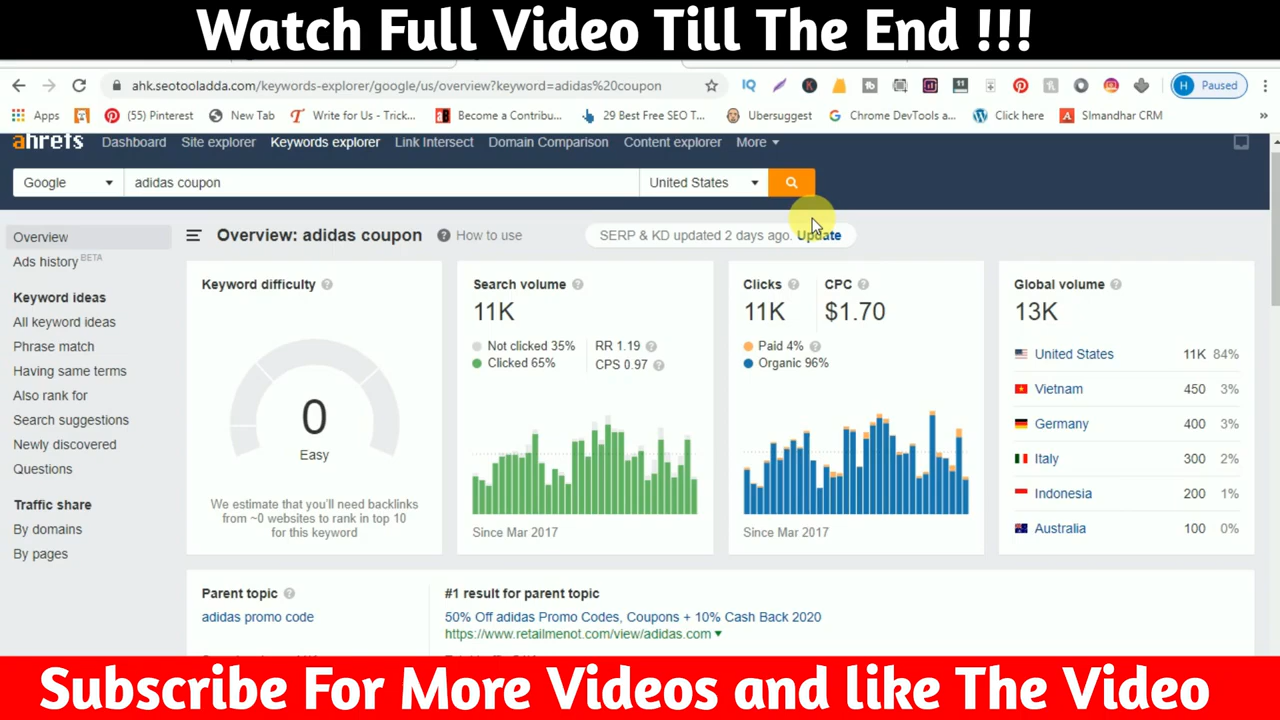 Watch Full Video Till The End !!!
ahk.seotooladda.com/keywords-explorer/google/us/overview?keyword=adidas%20coupon
Paused
Apps
(55) Pinterest
New Tab
Write for Us - Trick...
Become a Contribu...
29 Best Free SEO T...
Ubersuggest
Chrome DevTools a...
Click here
SImandhar CRM
»
ahrefs
Dashboard
Site explorer
Keywords explorer
Link Intersect
Domain Comparison
Content explorer
More
Google
adidas coupon
United States
Overview
Ads history BETA
Keyword ideas
All keyword ideas
Phrase match
Having same terms
Also rank for
Search suggestions
Newly discovered
Questions
Traffic share
By domains
By pages
Overview: adidas coupon
How to use
SERP & KD updated 2 days ago. Update
Keyword difficulty
0
Easy
We estimate that you'll need backlinks
from ~0 websites to rank in top 10
for this keyword
Search volume
11K
Not clicked 35%
Clicked 65%
RR 1.19
CPS 0.97
Since Mar 2017
Clicks
11K
CPC
$1.70
Paid 4%
Organic 96%
Since Mar 2017
Global volume
13K
United States 11K 84%
Vietnam 450 3%
Germany 400 3%
Italy 300 2%
Indonesia 200 1%
Australia 100 0%
Parent topic
adidas promo code
#1 result for parent topic
50% Off adidas Promo Codes, Coupons + 10% Cash Back 2020
https://www.retailmenot.com/view/adidas.com
Subscribe For More Videos and like The Video